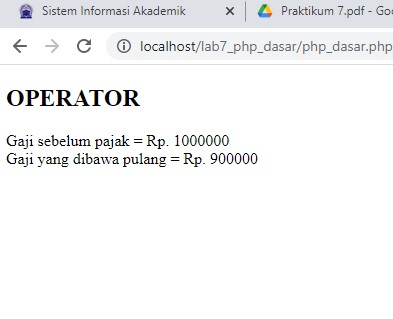 Sistem Informasi Akademik
Praktikum 7.pdf - Goo
localhost/lab7_php_dasar/php_dasar.php
OPERATOR
Gaji sebelum pajak = Rp. 1000000
Gaji yang dibawa pulang = Rp. 900000